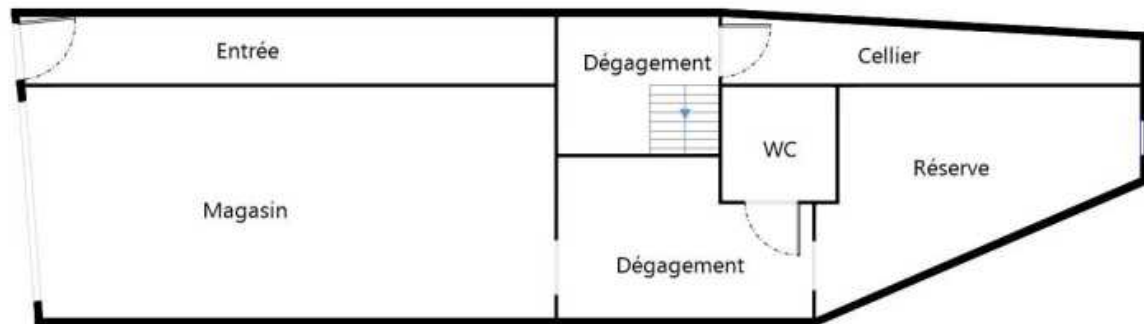 Entrée
Dégagement
Cellier
WC
Réserve
Magasin
Dégagement